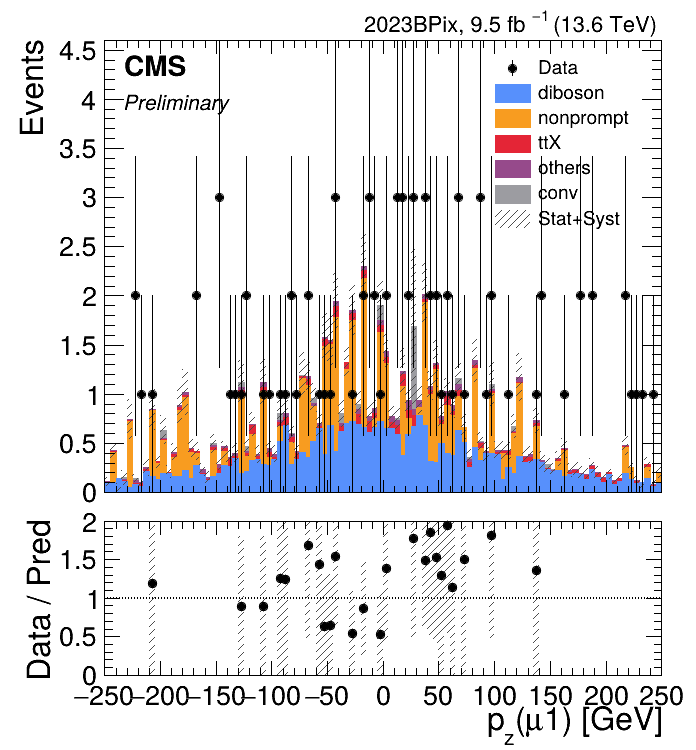 2023BPix, 9.5 fb⁻¹ (13.6 TeV)
Events
CMS
Preliminary
Data
diboson
nonprompt
ttX
others
conv
Stat+Syst
4.5
4
3.5
3
2.5
2
1.5
1
0.5
0
Data / Pred
2
1.5
1
0.5
0
−250 −200 −150 −100 −50 0 50 100 150 200 250
p_z(μ1) [GeV]